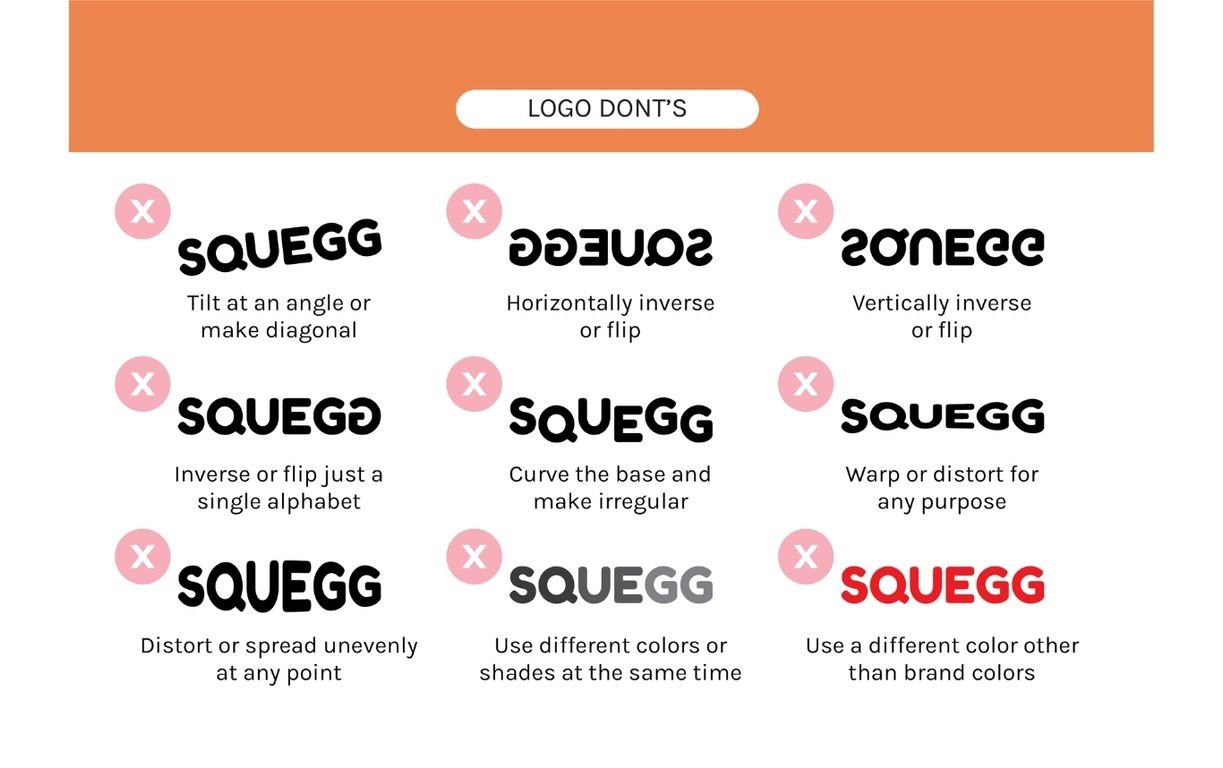 LOGO DONT'S
X
SQUEGG
Tilt at an angle or
make diagonal
X
SQUEGG
Horizontally inverse
or flip
X
SQUEGG
Vertically inverse
or flip
X
SQUEGG
Inverse or flip just a
single alphabet
X
SQUEGG
Curve the base and
make irregular
X
SQUEGG
Warp or distort for
any purpose
X
SQUEGG
Distort or spread unevenly
at any point
X
SQUEGG
Use different colors or
shades at the same time
X
SQUEGG
Use a different color other
than brand colors